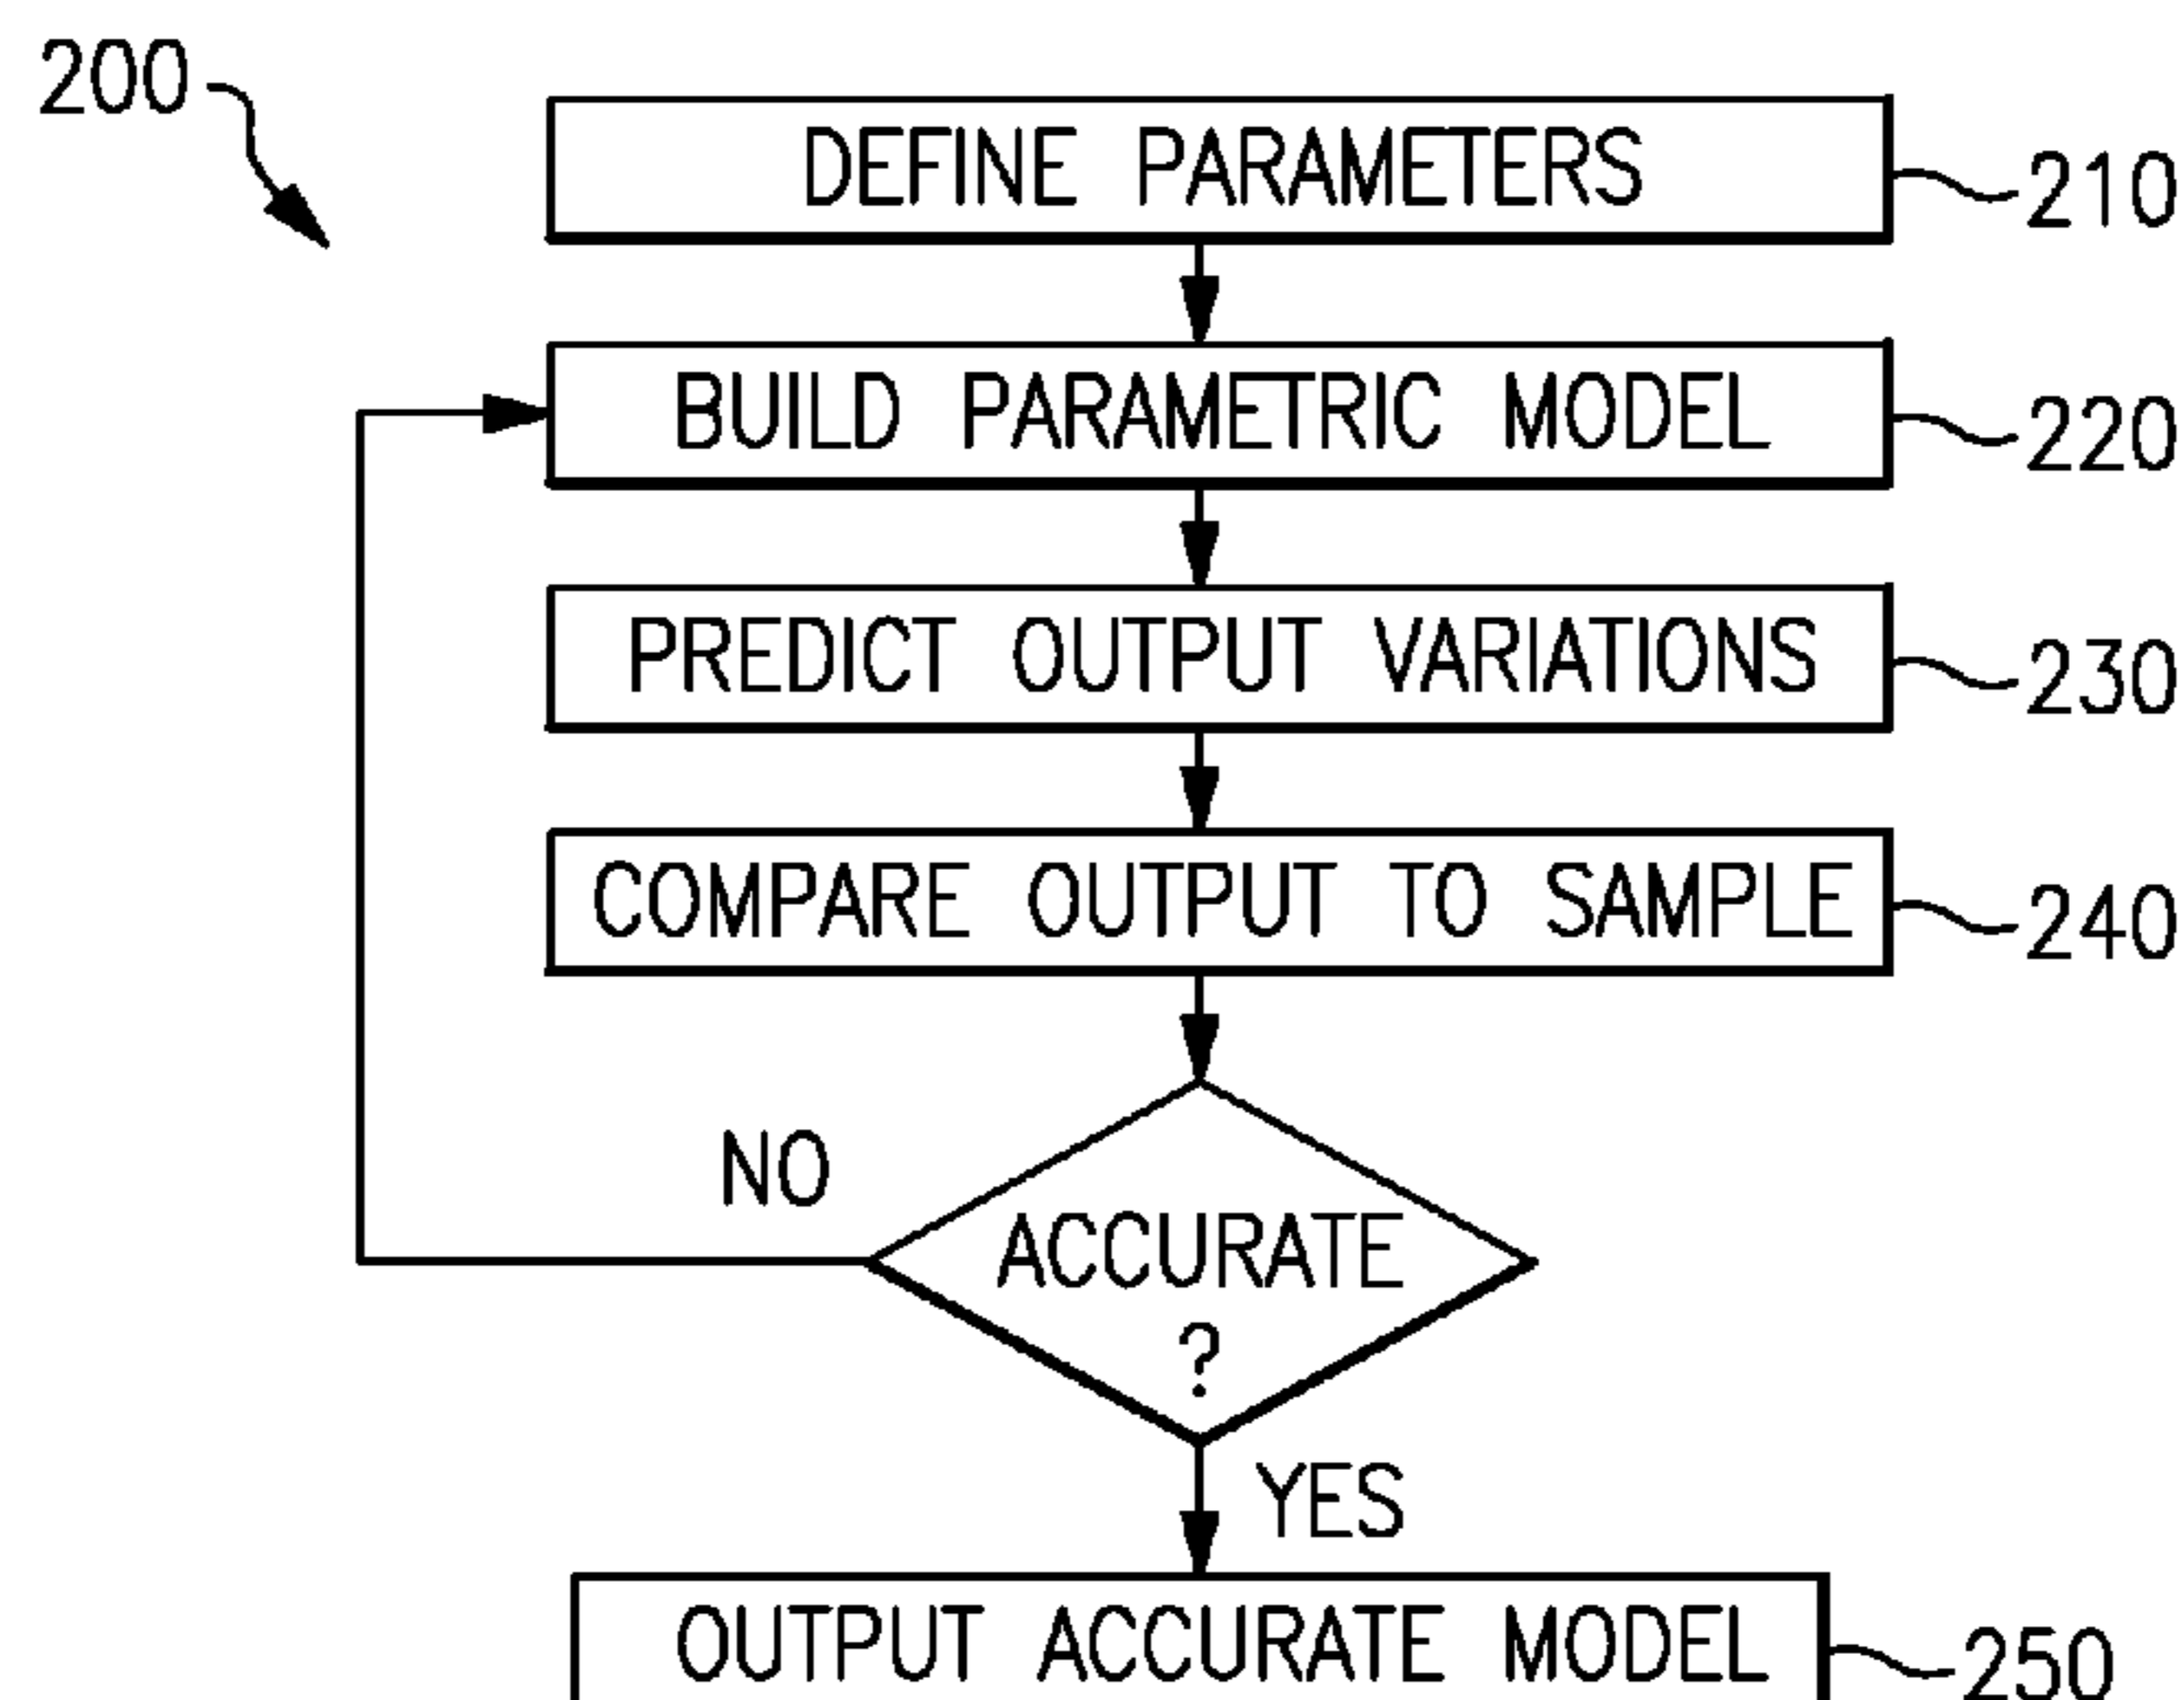 200
DEFINE PARAMETERS
210
BUILD PARAMETRIC MODEL
220
PREDICT OUTPUT VARIATIONS
230
COMPARE OUTPUT TO SAMPLE
240
NO
ACCURATE
?
YES
OUTPUT ACCURATE MODEL
250